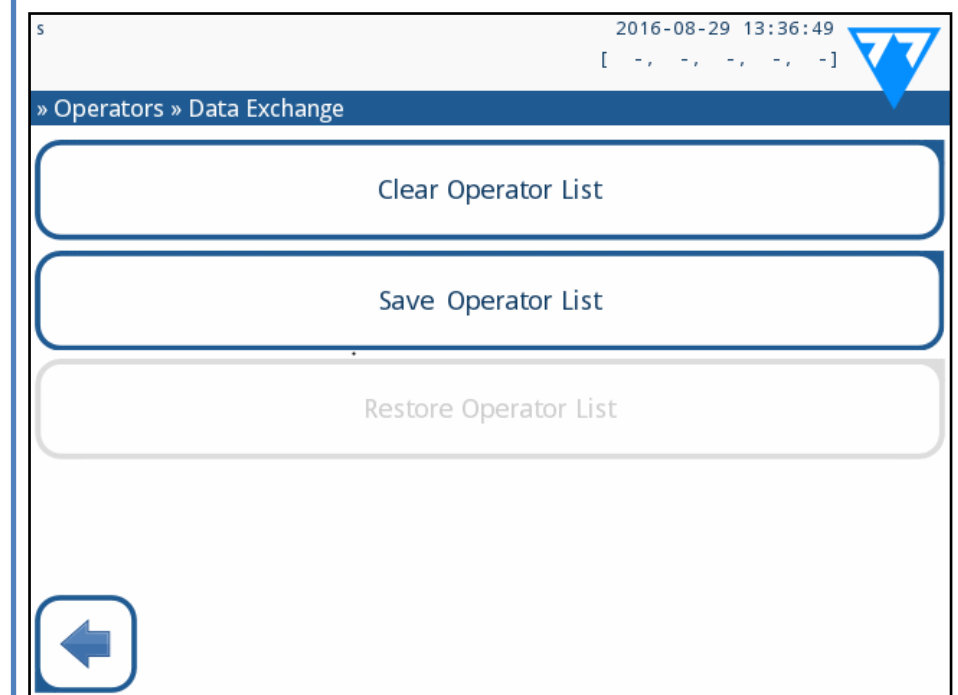 s
2016-08-29 13:36:49
[ -, -, -, -, -]
» Operators » Data Exchange
Clear Operator List
Save Operator List
Restore Operator List